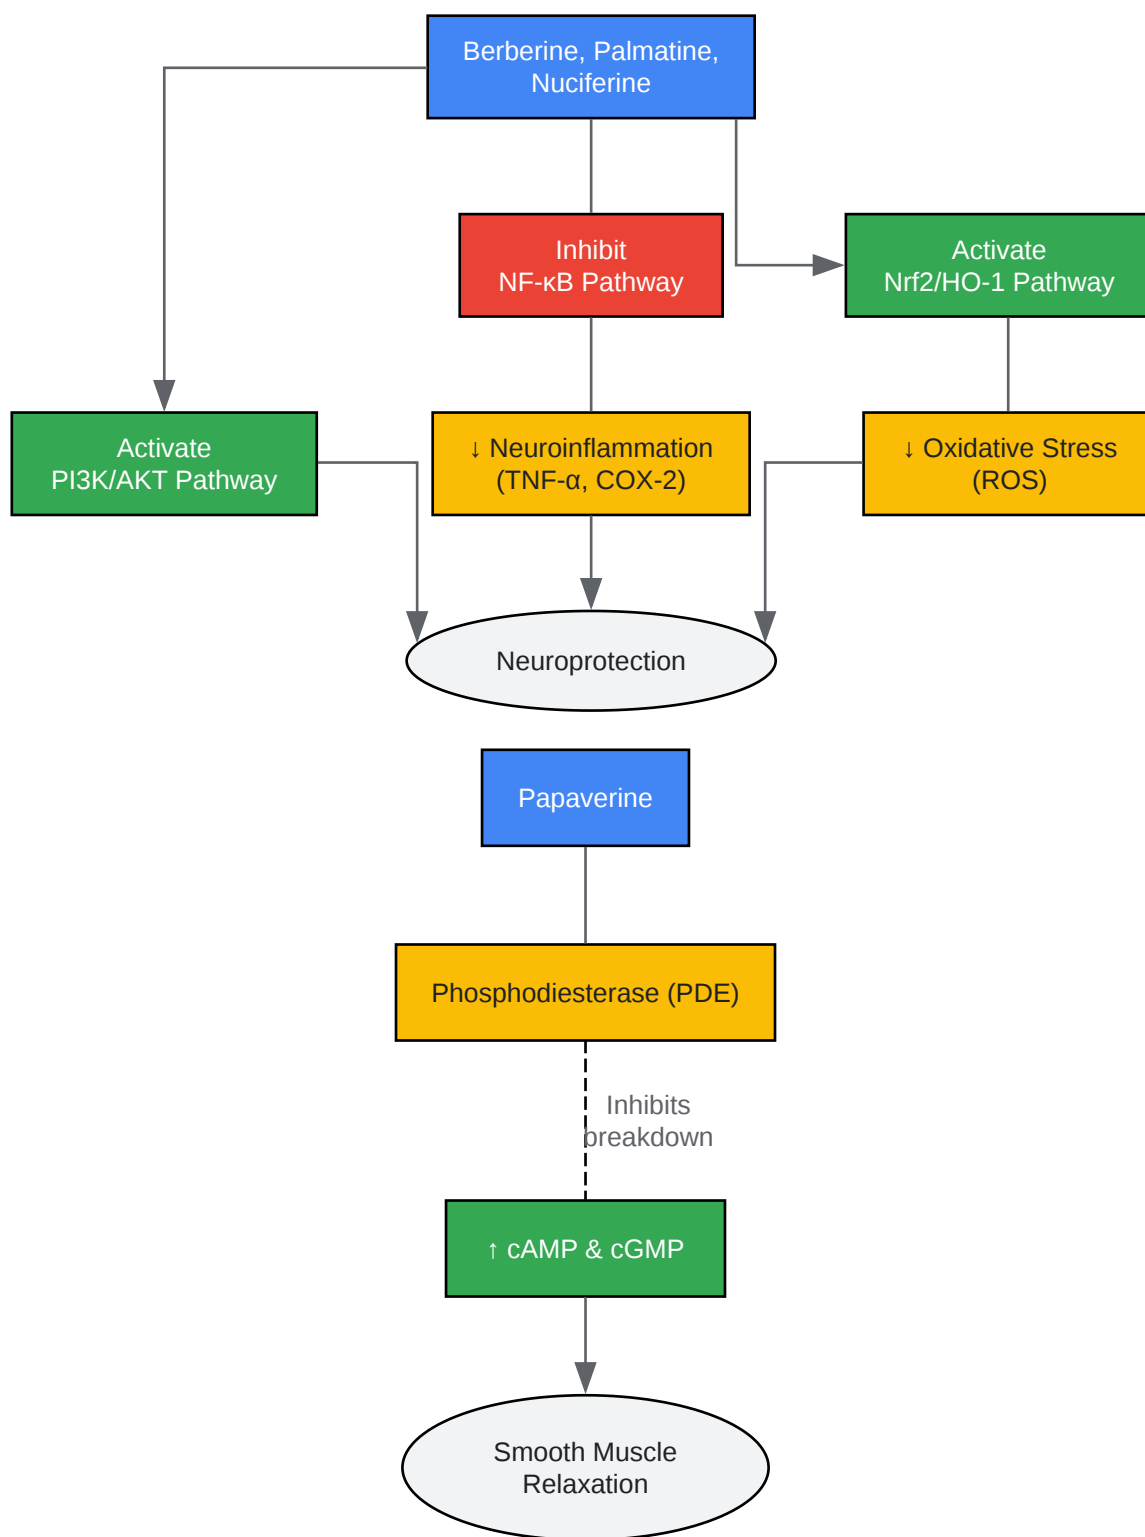 Berberine, Palmatine,
Nuciferine
Inhibit
NF-κB Pathway
Activate
Nrf2/HO-1 Pathway
Activate
PI3K/AKT Pathway
↓ Neuroinflammation
(TNF-α, COX-2)
↓ Oxidative Stress
(ROS)
Neuroprotection
Papaverine
Phosphodiesterase (PDE)
Inhibits
breakdown
↑ cAMP & cGMP
Smooth Muscle
Relaxation